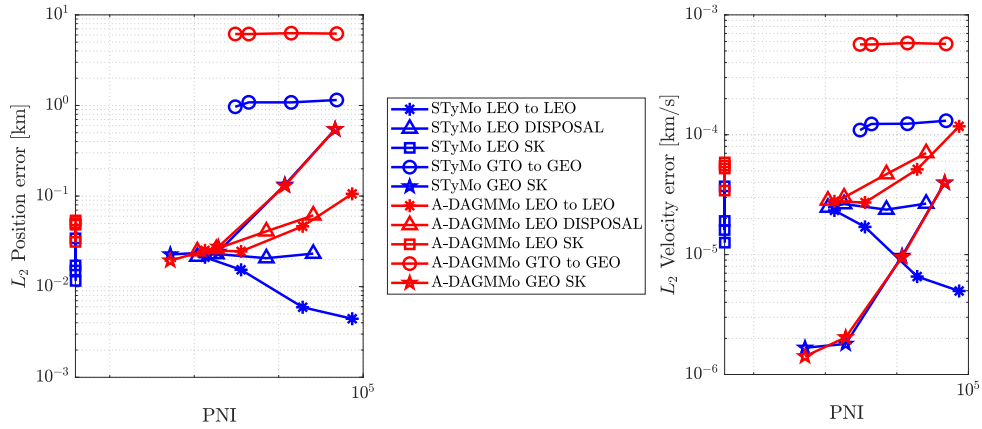 10^1
10^0
10^-1
10^-2
10^-3
L_2 Position error [km]
10^5
PNI
STyMo LEO to LEO
STyMo LEO DISPOSAL
STyMo LEO SK
STyMo GTO to GEO
STyMo GEO SK
A-DAGMMo LEO to LEO
A-DAGMMo LEO DISPOSAL
A-DAGMMo LEO SK
A-DAGMMo GTO to GEO
A-DAGMMo GEO SK
10^-3
10^-4
10^-5
10^-6
L_2 Velocity error [km/s]
10^5
PNI